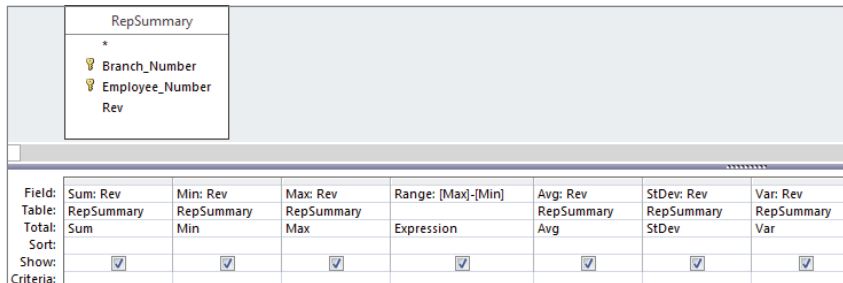 RepSummary
*
Branch_Number
Employee_Number
Rev
Field: Sum: Rev Min: Rev Max: Rev Range: [Max]-[Min] Avg: Rev StDev: Rev Var: Rev
Table: RepSummary RepSummary RepSummary RepSummary RepSummary RepSummary
Total: Sum Min Max Expression Avg StDev Var
Sort:
Show:
Criteria: